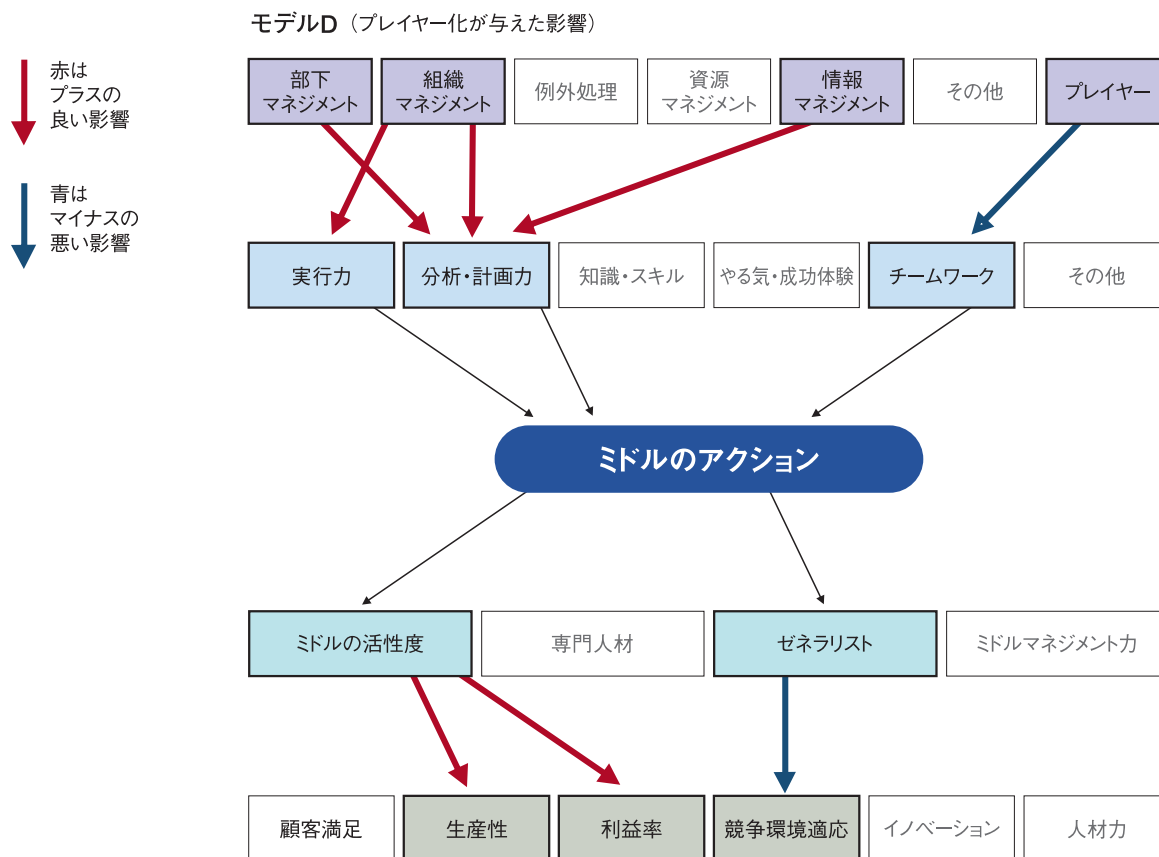 モデルD（プレイヤー化が与えた影響）
赤は
プラスの
良い影響
青は
マイナスの
悪い影響
部下
マネジメント
組織
マネジメント
例外処理
資源
マネジメント
情報
マネジメント
その他
プレイヤー
実行力
分析・計画力
知識・スキル
やる気・成功体験
チームワーク
その他
ミドルのアクション
ミドルの活性度
専門人材
ゼネラリスト
ミドルマネジメント力
顧客満足
生産性
利益率
競争環境適応
イノベーション
人材力